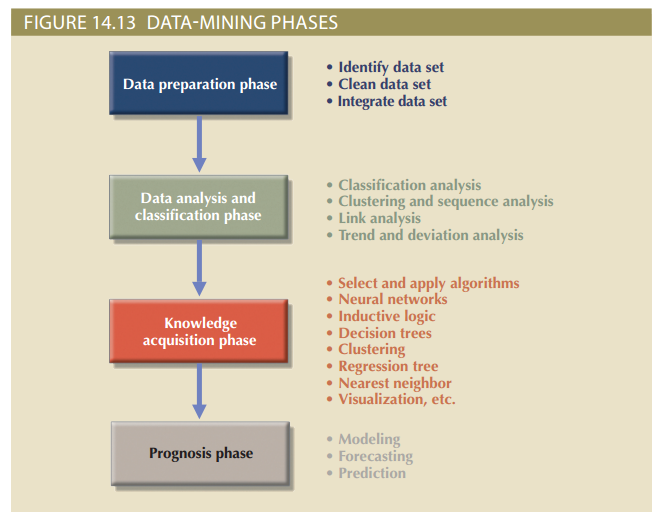 FIGURE 14.13 DATA-MINING PHASES
Data preparation phase
• Identify data set
• Clean data set
• Integrate data set
Data analysis and
classification phase
• Classification analysis
• Clustering and sequence analysis
• Link analysis
• Trend and deviation analysis
Knowledge
acquisition phase
• Select and apply algorithms
• Neural networks
• Inductive logic
• Decision trees
• Clustering
• Regression tree
• Nearest neighbor
• Visualization, etc.
Prognosis phase
• Modeling
• Forecasting
• Prediction